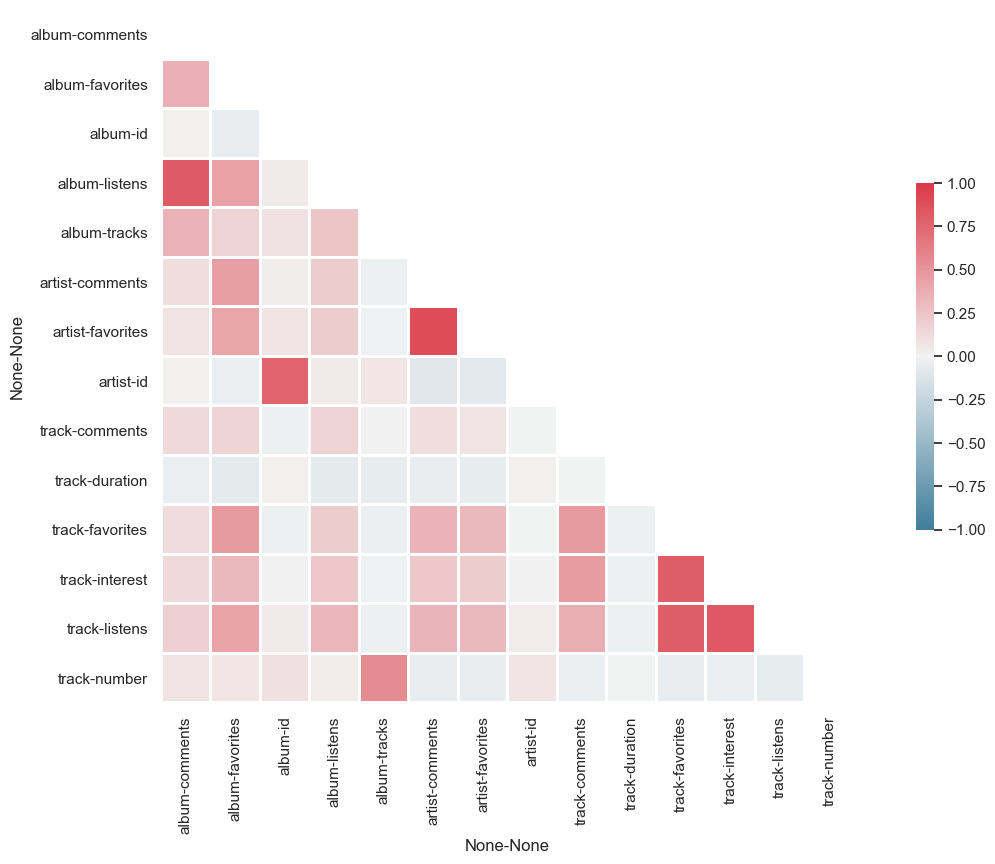 album-comments
album-favorites
album-id
album-listens
album-tracks
artist-comments
artist-favorites
artist-id
track-comments
track-duration
track-favorites
track-interest
track-listens
track-number
None-None
album-comments
album-favorites
album-id
album-listens
album-tracks
artist-comments
artist-favorites
artist-id
track-comments
track-duration
track-favorites
track-interest
track-listens
track-number
None-None
1.00
0.75
0.50
0.25
0.00
−0.25
−0.50
−0.75
−1.00